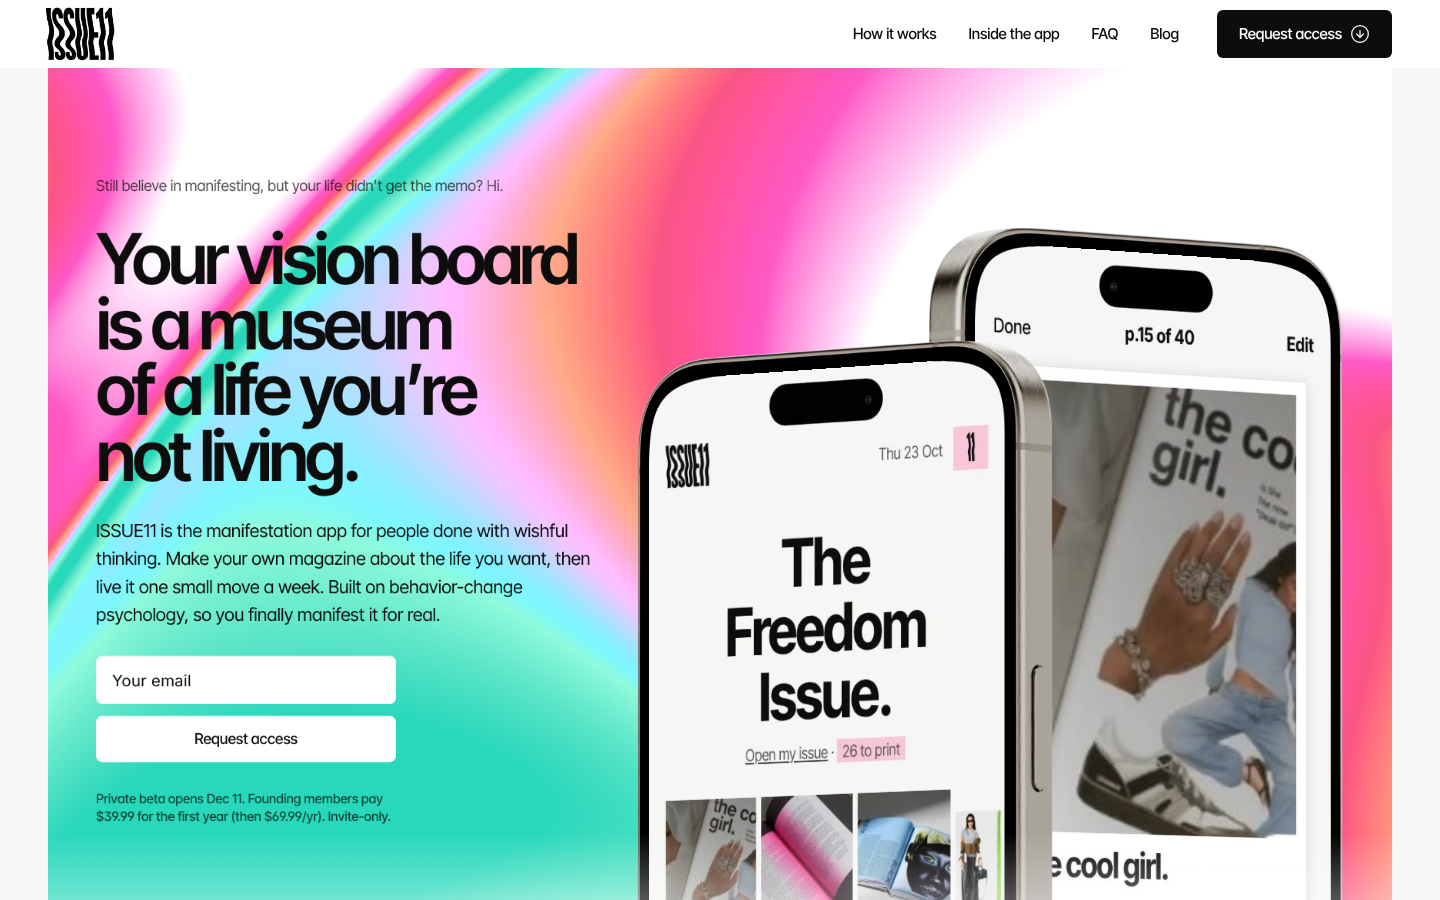 ISSUE11
How it works
Inside the app
FAQ
Blog
Request access
Still believe in manifesting, but your life didn't get the memo? Hi.
Your vision board
is a museum
of a life you're
not living.
ISSUE11 is the manifestation app for people done with wishful
thinking. Make your own magazine about the life you want, then
live it one small move a week. Built on behavior-change
psychology, so you finally manifest it for real.
Your email
Request access
Private beta opens Dec 11. Founding members pay
$39.99 for the first year (then $69.99/yr). Invite-only.
ISSUE11
Thu 23 Oct
11
The
Freedom
Issue.
Open my issue · 26 to print
the co
girl.
Done
p.15 of 40
Edit
the co
girl.
is she
The now
e cool girl.